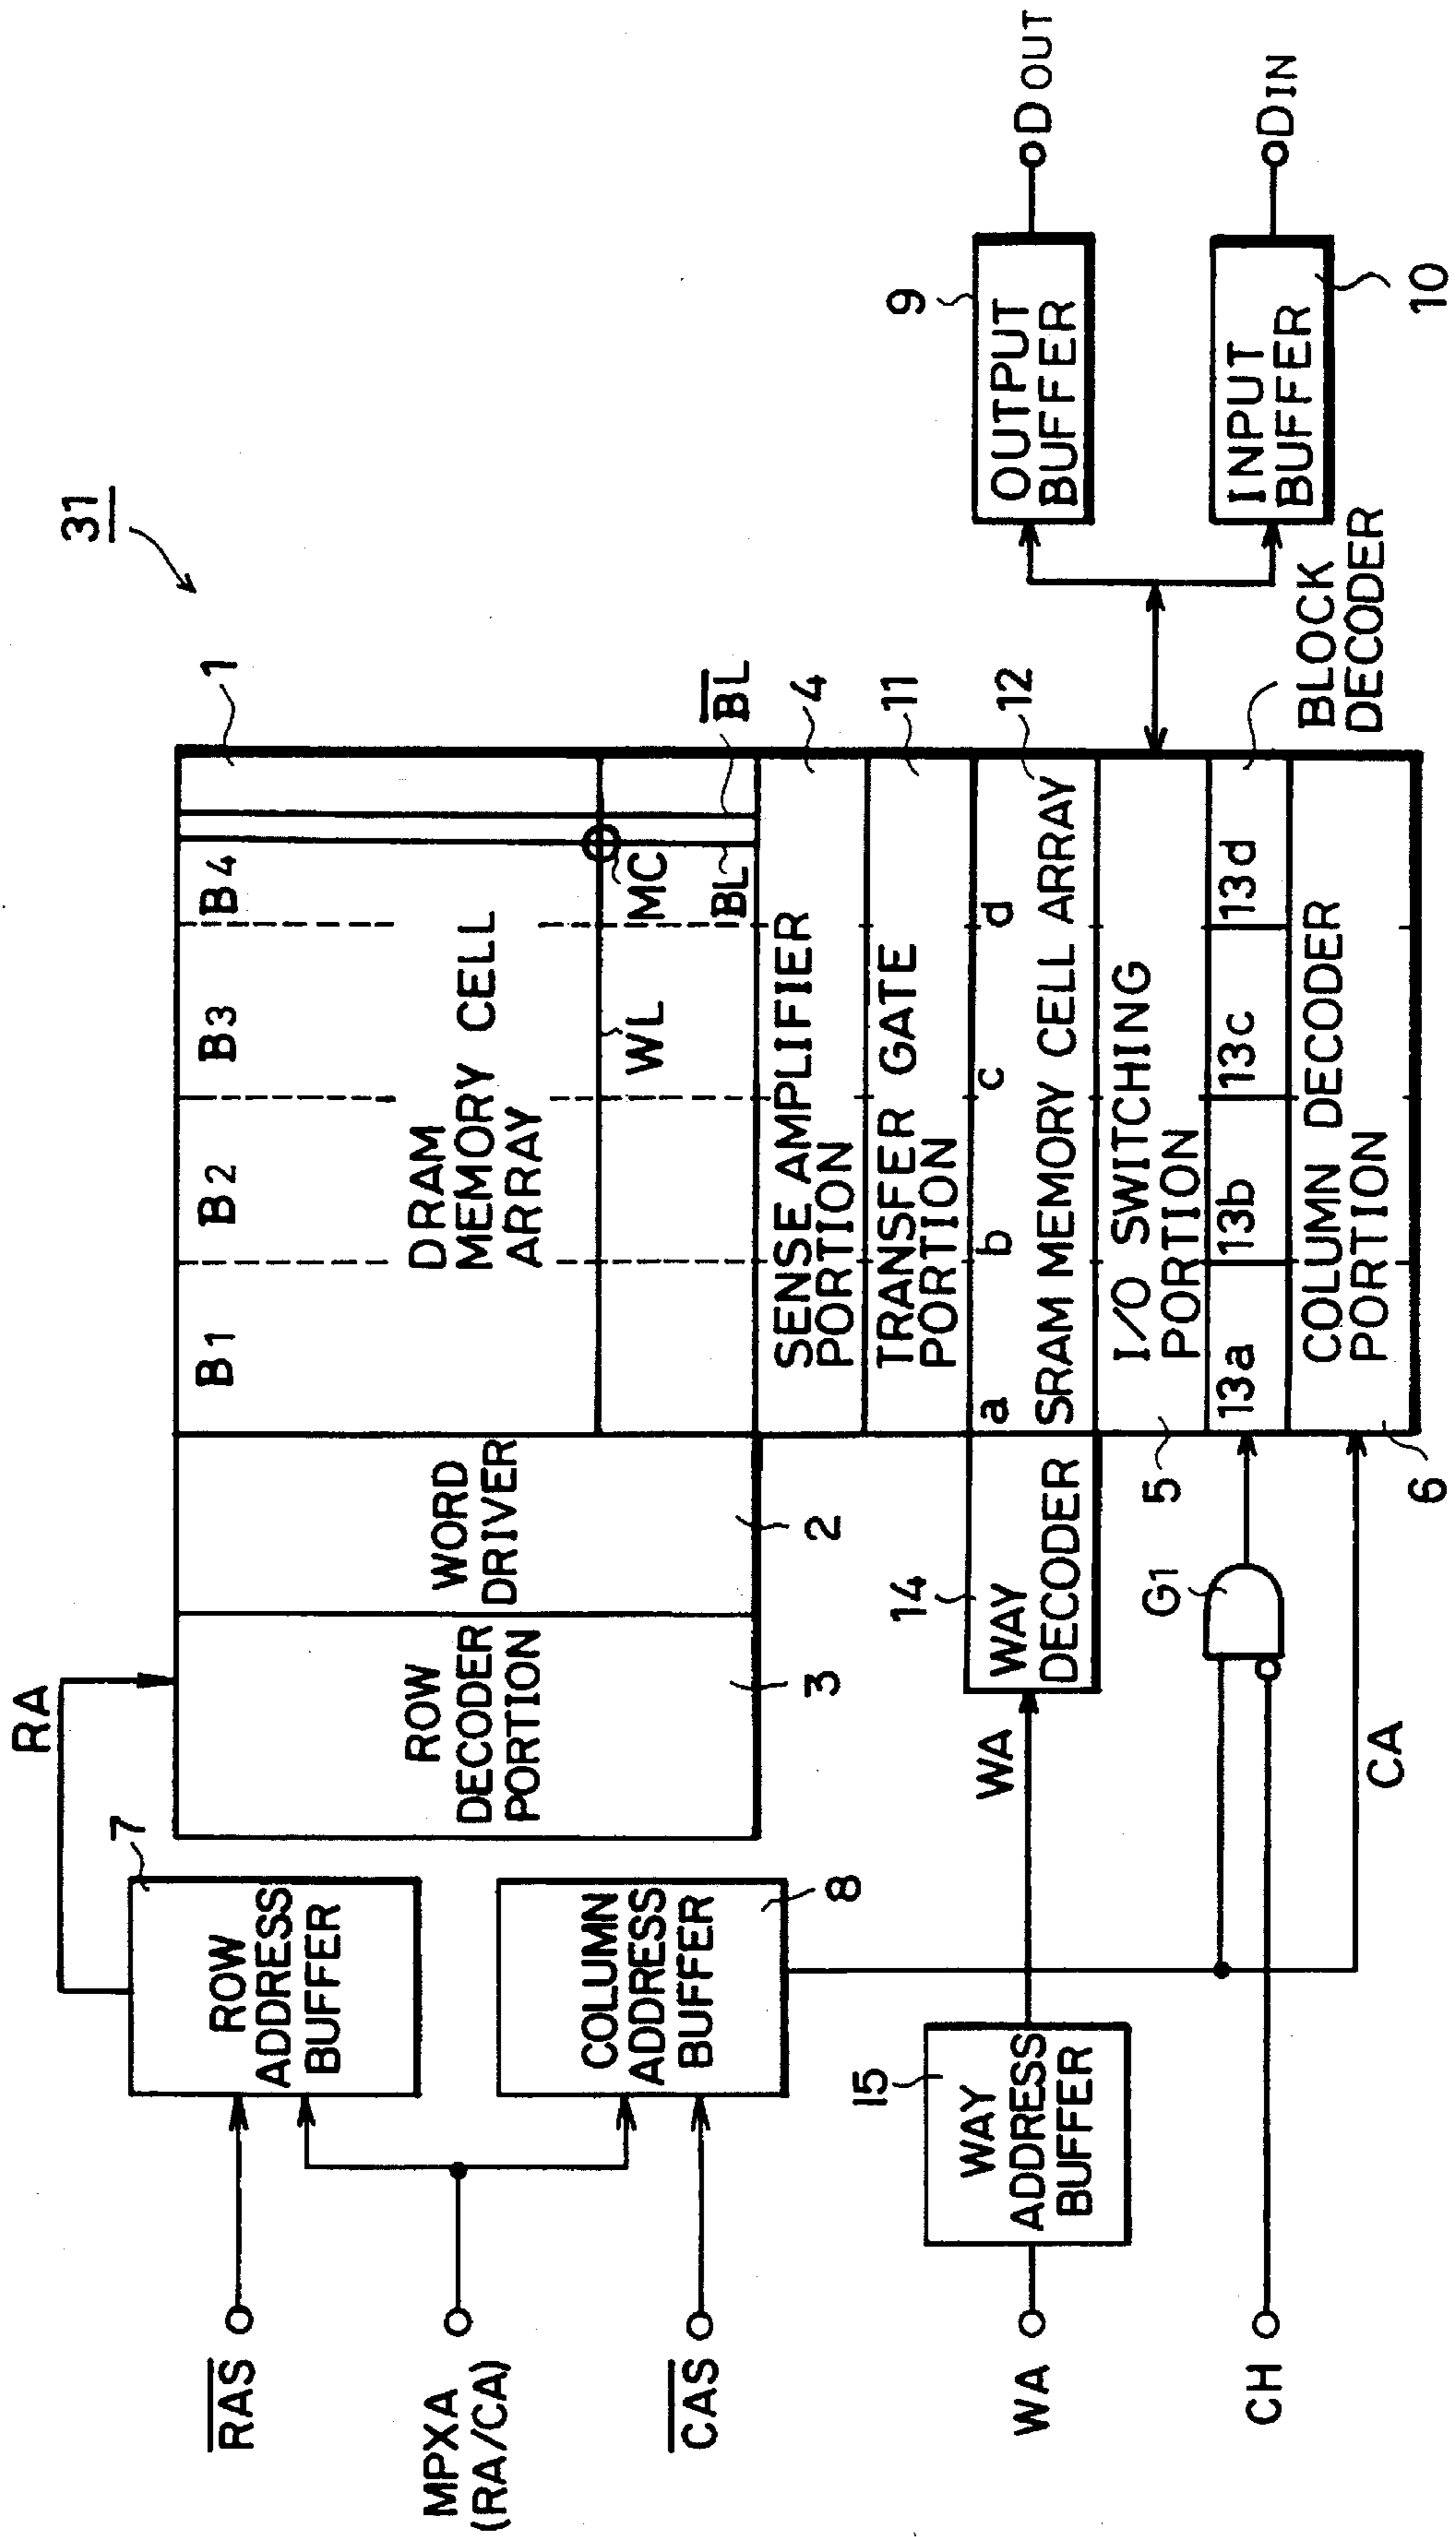 31
RA
7
ROW
ADDRESS
BUFFER
RAS
MPXA
(RA/CA)
CAS
COLUMN
ADDRESS
BUFFER
8
ROW
DECODER
PORTION
3
WORD
DRIVER
2
B1
B2
B3
B4
1
DRAM
MEMORY CELL
ARRAY
WL
MC
BL
BL
SENSE AMPLIFIER
PORTION
4
TRANSFER GATE
PORTION
11
a
b
c
d
SRAM MEMORY CELL ARRAY
12
I/O SWITCHING
PORTION
5
13a
13b
13c
13d
BLOCK
DECODER
COLUMN DECODER
PORTION
6
14
WAY
DECODER
WA
15
WAY
ADDRESS
BUFFER
WA
CH
G1
CA
9
OUTPUT
BUFFER
DOUT
INPUT
BUFFER
10
DIN